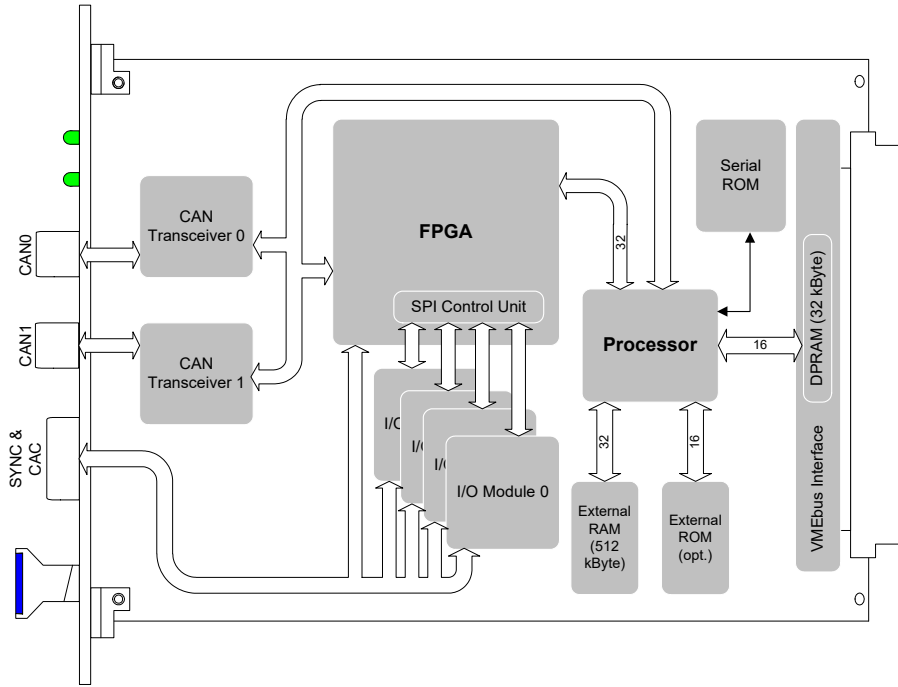 CAN0
CAN1
SYNC &
CAC
CAN
Transceiver 0
CAN
Transceiver 1
FPGA
SPI Control Unit
I/O
I/
I/
I/O Module 0
32
Processor
Serial
ROM
16
32
16
External
RAM
(512
kByte)
External
ROM
(opt.)
DPRAM (32 kByte)
VMEbus Interface